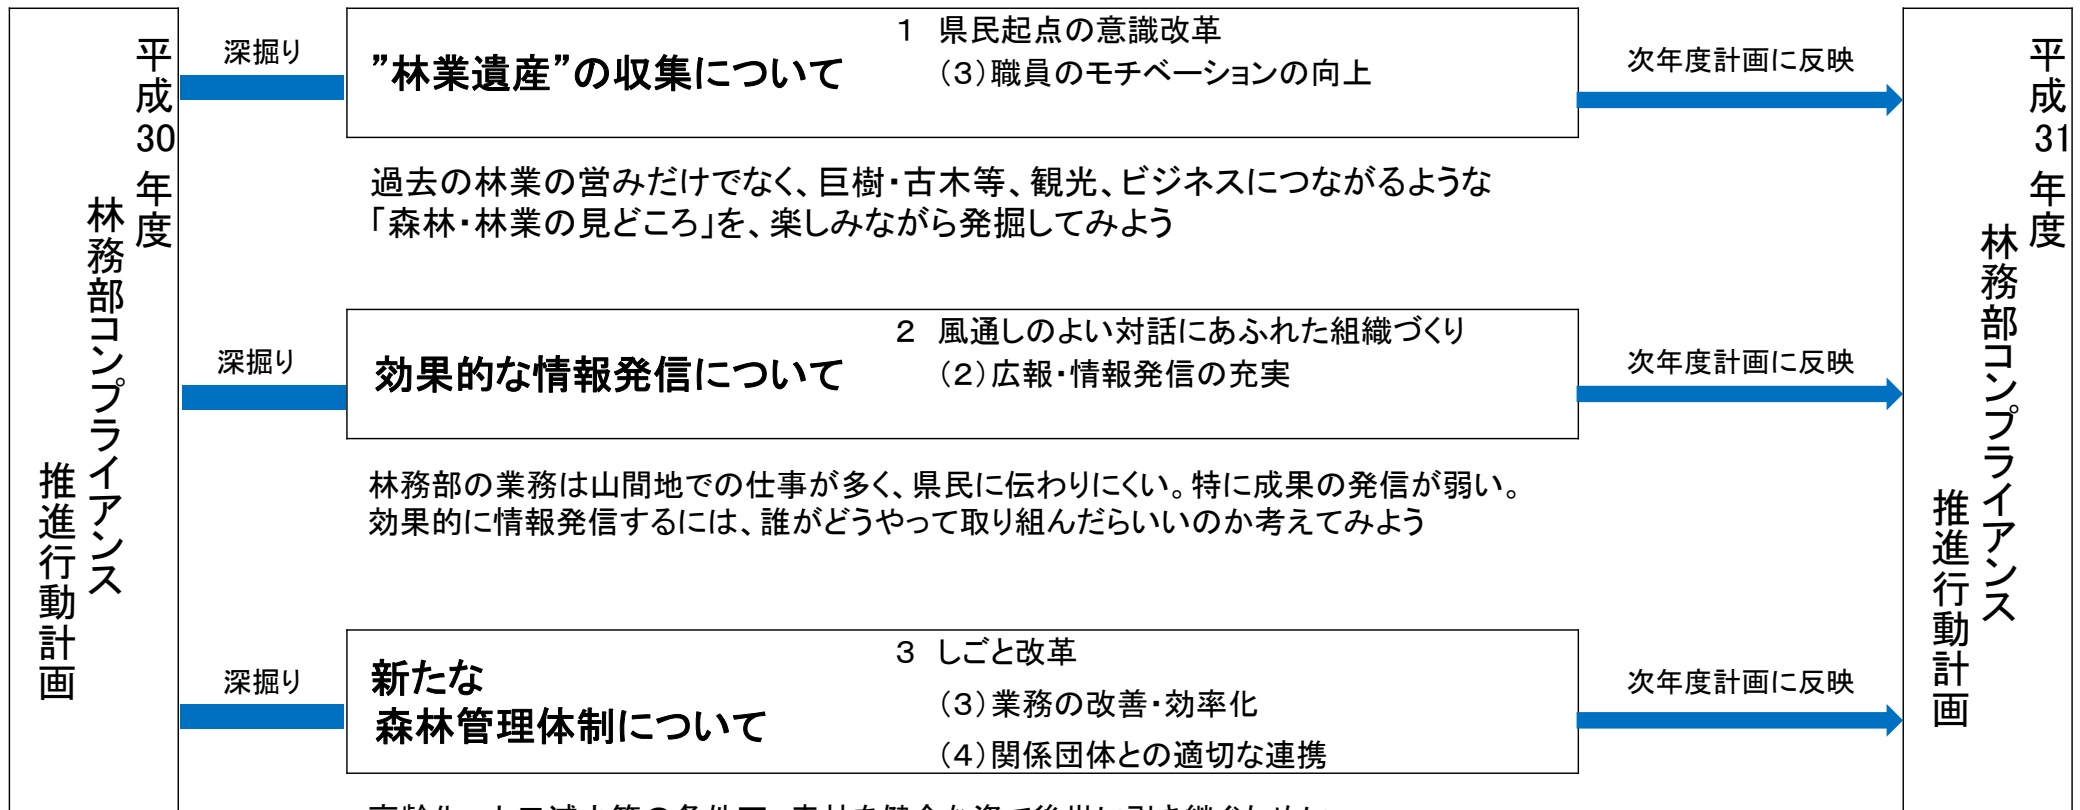 平成30年度
林務部コンプライアンス
推進行動計画
深掘り
”林業遺産”の収集について
1 県民起点の意識改革
(3)職員のモチベーションの向上
次年度計画に反映
過去の林業の営みだけでなく、巨樹・古木等、観光、ビジネスにつながるような
「森林・林業の見どころ」を、楽しみながら発掘してみよう
深掘り
効果的な情報発信について
2 風通しのよい対話にあふれた組織づくり
(2)広報・情報発信の充実
次年度計画に反映
林務部の業務は山間地での仕事が多く、県民に伝わりにくい。特に成果の発信が弱い。
効果的に情報発信するには、誰がどうやって取り組んだらいいのか考えてみよう
深掘り
新たな
森林管理体制について
3 しごと改革
(3)業務の改善・効率化
(4)関係団体との適切な連携
次年度計画に反映
平成31年度
林務部コンプライアンス
推進行動計画